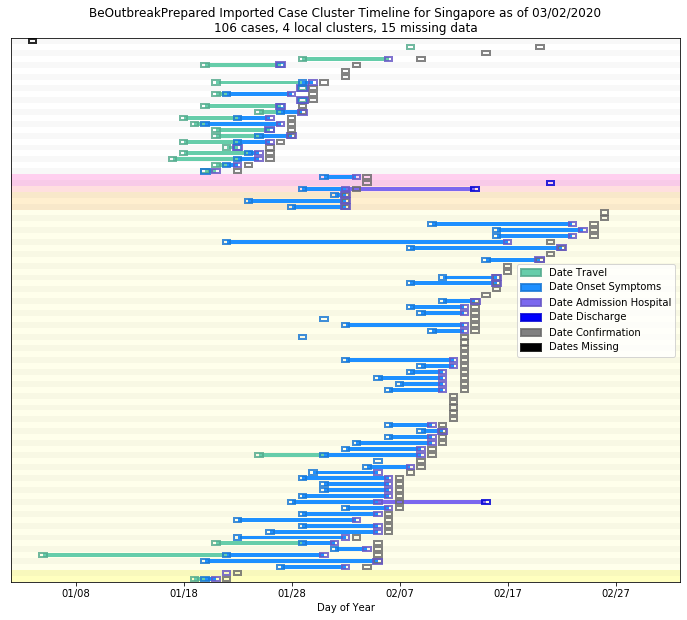 BeOutbreakPrepared Imported Case Cluster Timeline for Singapore as of 03/02/2020
106 cases, 4 local clusters, 15 missing data
Date Travel
Date Onset Symptoms
Date Admission Hospital
Date Discharge
Date Confirmation
Dates Missing
01/08 01/18 01/28 02/07 02/17 02/27
Day of Year